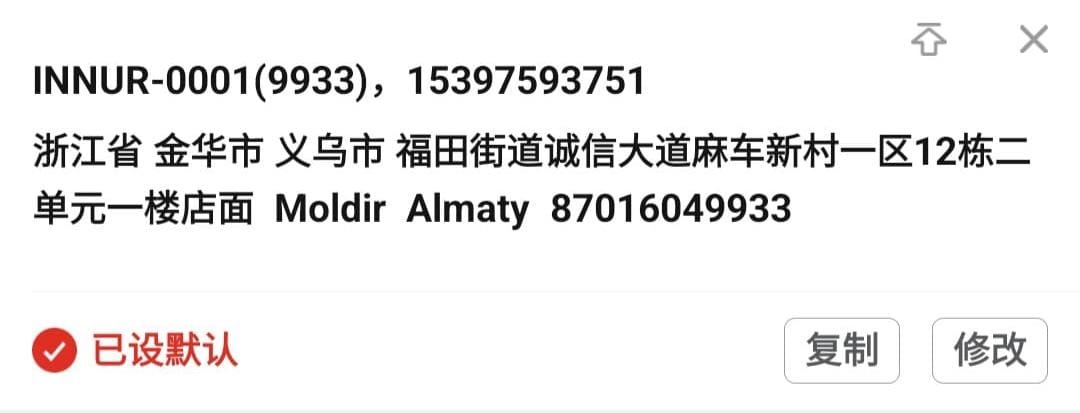 INNUR-0001(9933)，15397593751
浙江省 金华市 义乌市 福田街道诚信大道麻车新村一区12栋二
单元一楼店面 Moldir Almaty 87016049933
已设默认
复制
修改